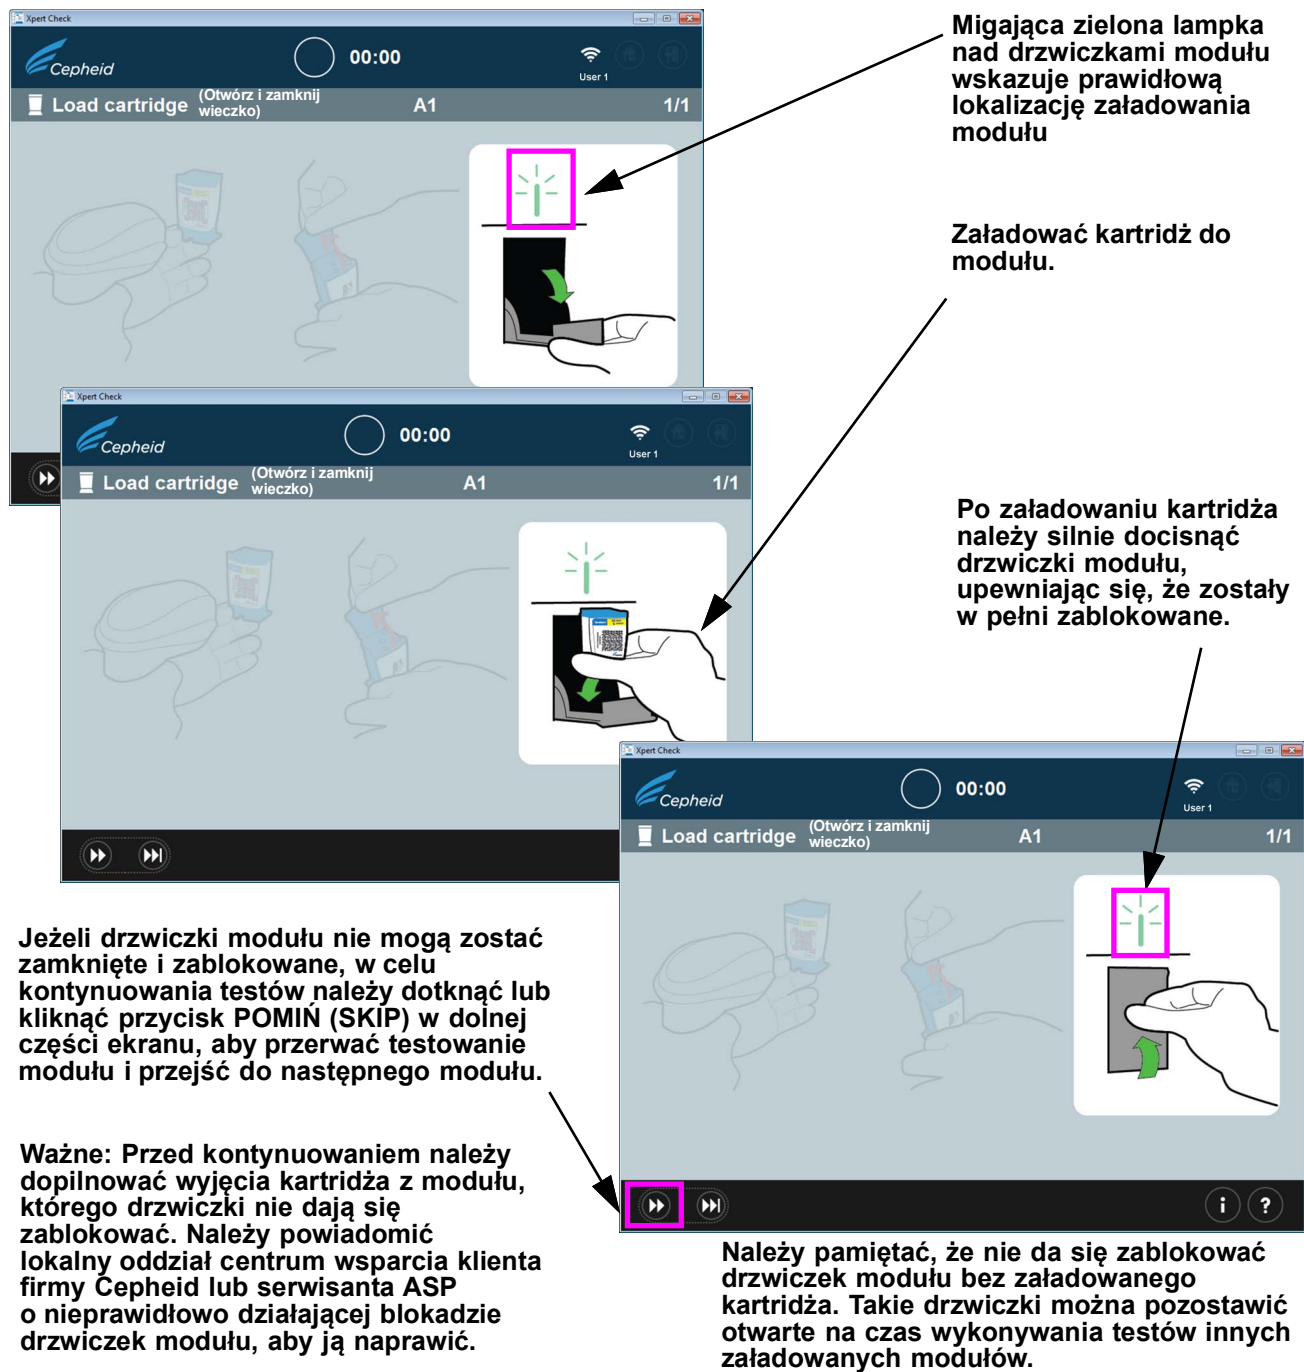 Xpert Check
Cepheid
00:00
User 1
Load cartridge (Otwórz i zamknij
wieczko)
A1
1/1
Migająca zielona lampka
nad drzwiczkami modułu
wskazuje prawidłową
lokalizację załadowania
modułu
Załadować kartridż do
modułu.
Xpert Check
Cepheid
00:00
User 1
Load cartridge (Otwórz i zamknij
wieczko)
A1
1/1
Po załadowaniu kartridża
należy silnie docisnąć
drzwiczki modułu,
upewniając się, że zostały
w pełni zablokowane.
Xpert Check
Cepheid
00:00
User 1
Load cartridge (Otwórz i zamknij
wieczko)
A1
1/1
i ?
Jeżeli drzwiczki modułu nie mogą zostać
zamknięte i zablokowane, w celu
kontynuowania testów należy dotknąć lub
kliknąć przycisk POMIŃ (SKIP) w dolnej
części ekranu, aby przerwać testowanie
modułu i przejść do następnego modułu.
Ważne: Przed kontynuowaniem należy
dopilnować wyjęcia kartridża z modułu,
którego drzwiczki nie dają się
zablokować. Należy powiadomić
lokalny oddział centrum wsparcia klienta
firmy Cepheid lub serwisanta ASP
o nieprawidłowo działającej blokadzie
drzwiczek modułu, aby ją naprawić.
Należy pamiętać, że nie da się zablokować
drzwiczek modułu bez załadowanego
kartridża. Takie drzwiczki można pozostawić
otwarte na czas wykonywania testów innych
załadowanych modułów.